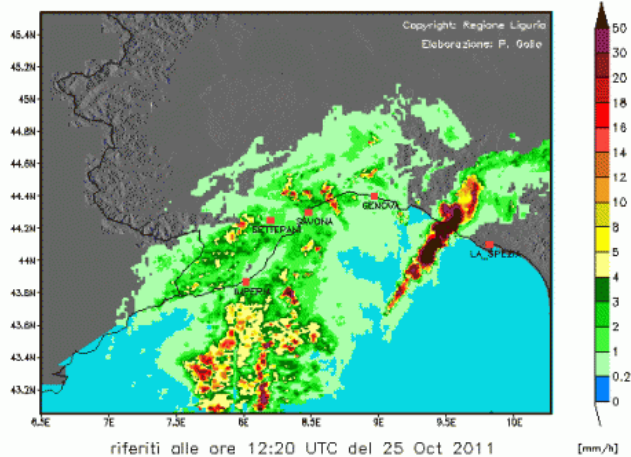 Copyright: Regione Liguria
Elaborazione: P. Gollo
45.4N
45.2N
45N
44.8N
44.6N
44.4N
44.2N
44N
43.8N
43.6N
43.4N
43.2N
GENOVA
SAVONA
SETTEPANI
LA_SPEZIA
IMPERIA
6.5E
7E
7.5E
8E
8.5E
9E
9.5E
10E
50
30
20
18
16
14
12
10
8
5
4
3
2
1
0.2
0
[mm/h]
riferiti alle ore 12:20 UTC del 25 Oct 2011